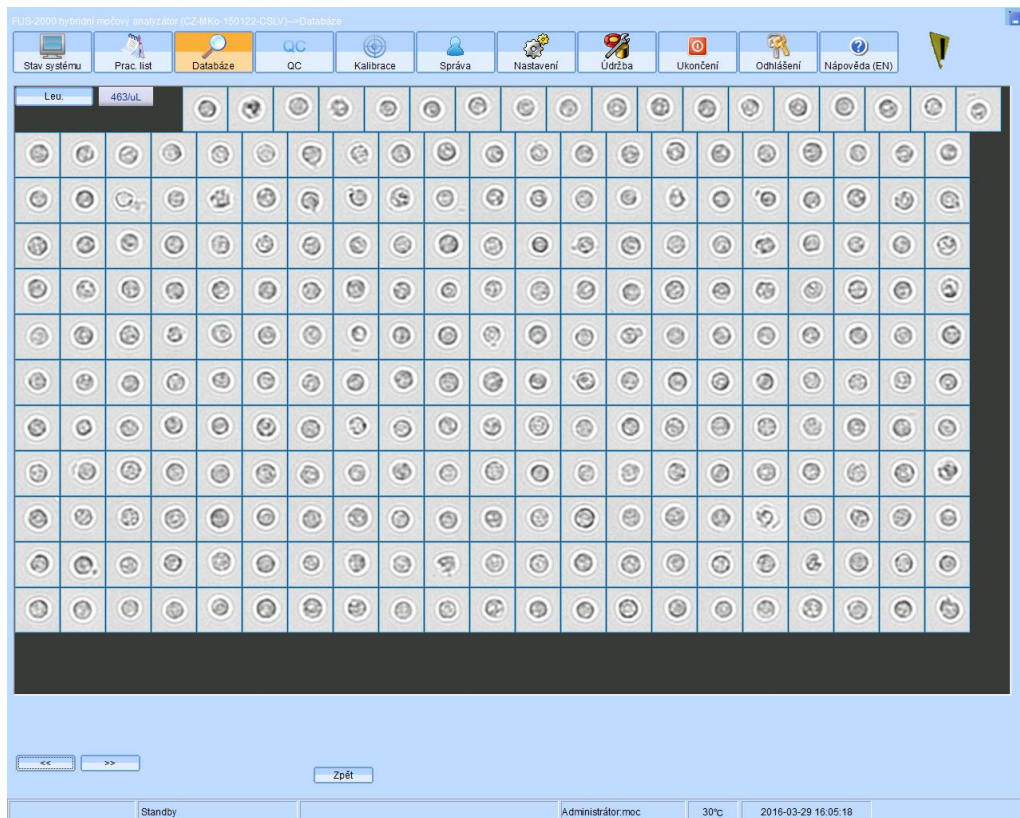 FUS-2000 hybridní močový analyzátor (CZ-MKo-150122-CSLV)-->Databáze
QC
Stav systému Prac. list Databáze QC Kalibrace Správa Nastavení Údržba Ukončení Odhlášení Nápověda (EN)
Leu. 463/uL
<< >>
Zpět
Standby Administrátor:moc 30℃ 2016-03-29 16:05:18